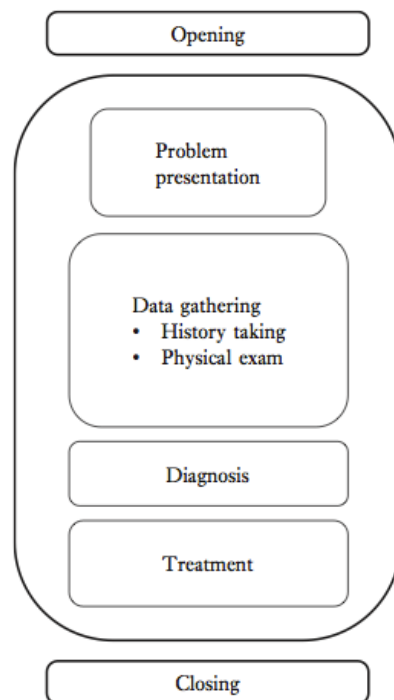 Opening
Problem
presentation
Data gathering
• History taking
• Physical exam
Diagnosis
Treatment
Closing